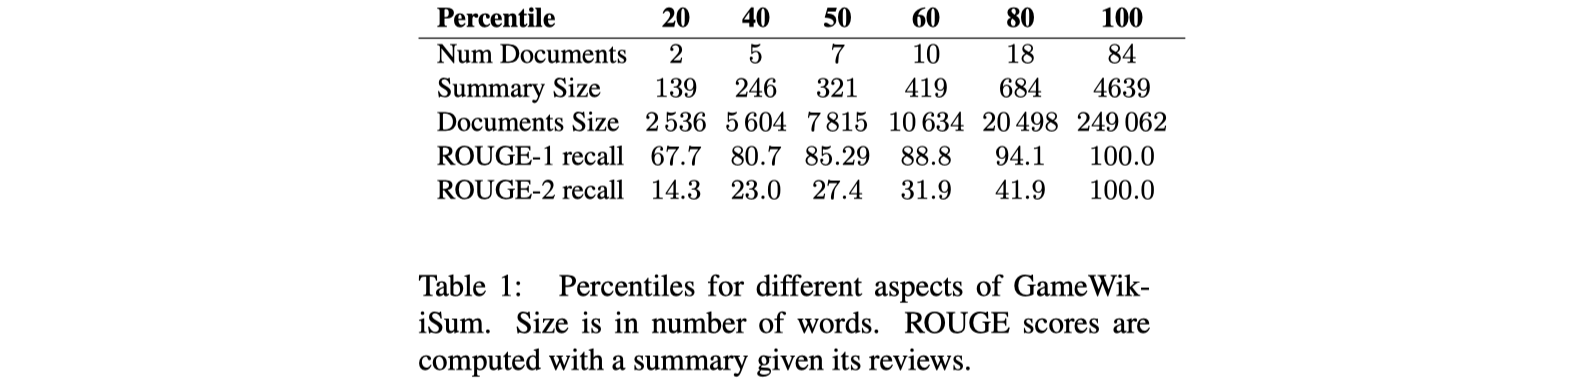 Percentile 20 40 50 60 80 100
Num Documents 2 5 7 10 18 84
Summary Size 139 246 321 419 684 4639
Documents Size 2 536 5 604 7 815 10 634 20 498 249 062
ROUGE-1 recall 67.7 80.7 85.29 88.8 94.1 100.0
ROUGE-2 recall 14.3 23.0 27.4 31.9 41.9 100.0
Table 1: Percentiles for different aspects of GameWik-
iSum. Size is in number of words. ROUGE scores are
computed with a summary given its reviews.